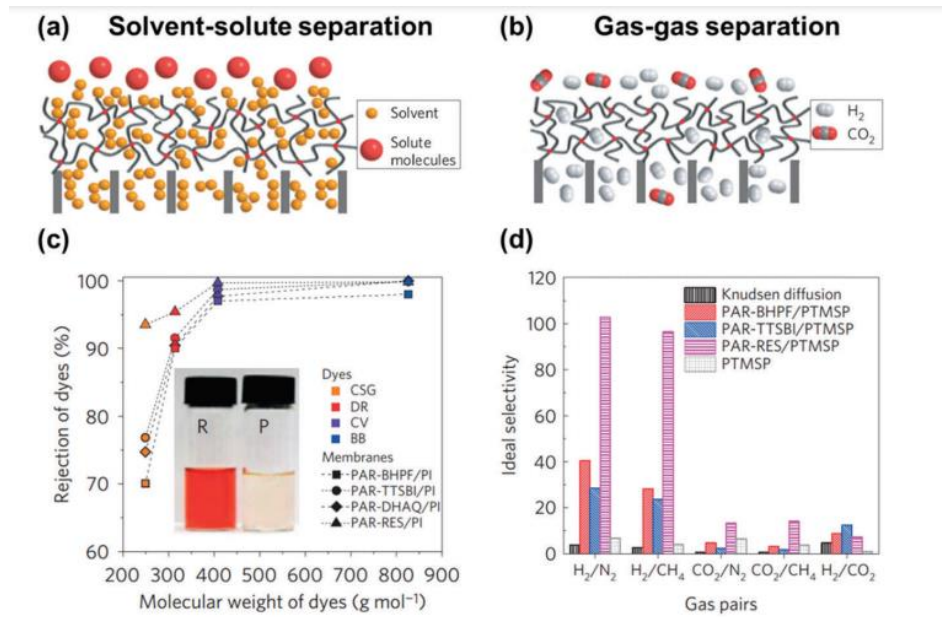 (a) Solvent-solute separation
Solvent
Solute
molecules
(b) Gas-gas separation
H₂
CO₂
(c)
Rejection of dyes (%)
100
90
80
70
60
R P
Dyes
CSG
DR
CV
BB
Membranes
PAR-BHPF/PI
PAR-TTSBI/PI
PAR-DHAQ/PI
PAR-RES/PI
200 300 400 500 600 700 800 900
Molecular weight of dyes (g mol⁻¹)
(d)
Ideal selectivity
120
100
80
60
40
20
0
Knudsen diffusion
PAR-BHPF/PTMSP
PAR-TTSBI/PTMSP
PAR-RES/PTMSP
PTMSP
H₂/N₂ H₂/CH₄ CO₂/N₂ CO₂/CH₄ H₂/CO₂
Gas pairs